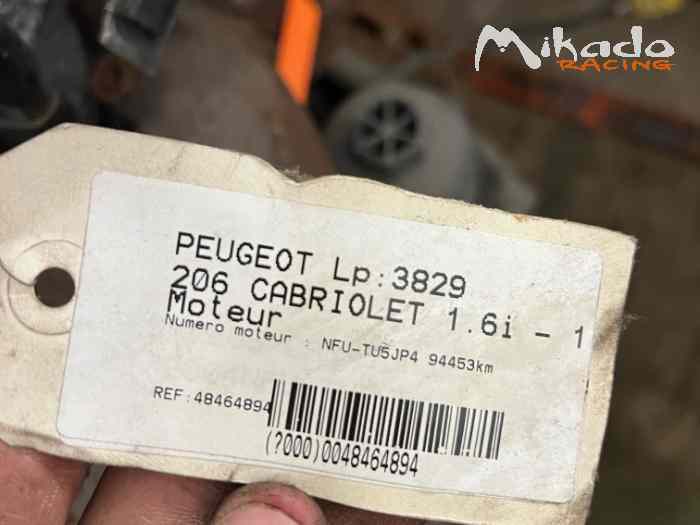 Mikado
RACING
PEUGEOT Lp:3829
206 CABRIOLET 1.6i - 1
Moteur
Numero moteur : NFU-TU5JP4 94453km
REF:48464894
(?000)0048464894